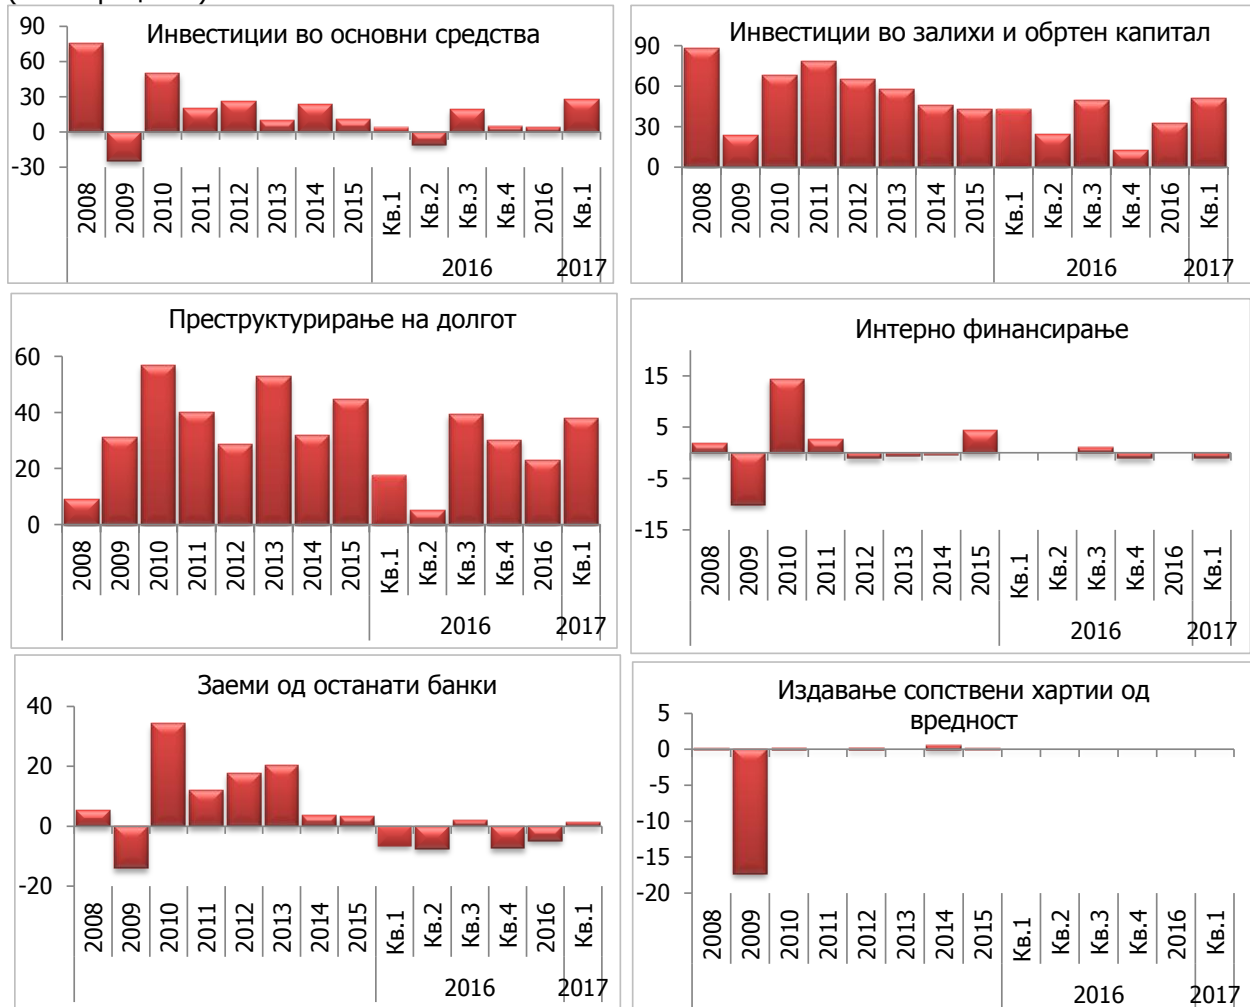 Инвестиции во основни средства
90
60
30
0
-30
2008 2009 2010 2011 2012 2013 2014 2015 Кв.1 Кв.2 Кв.3 Кв.4 2016 Кв.1
2016 2017
Инвестиции во залихи и обртен капитал
90
60
30
0
2008 2009 2010 2011 2012 2013 2014 2015 Кв.1 Кв.2 Кв.3 Кв.4 2016 Кв.1
2016 2017
Преструктурирање на долгот
60
40
20
0
2008 2009 2010 2011 2012 2013 2014 2015 Кв.1 Кв.2 Кв.3 Кв.4 2016 Кв.1
2016 2017
Интерно финансирање
15
5
-5
-15
2008 2009 2010 2011 2012 2013 2014 2015 Кв.1 Кв.2 Кв.3 Кв.4 2016 Кв.1
2016 2017
Заеми од останати банки
40
20
0
-20
2008 2009 2010 2011 2012 2013 2014 2015 Кв.1 Кв.2 Кв.3 Кв.4 2016 Кв.1
2016 2017
Издавање сопствени хартии од
вредност
5
0
-5
-10
-15
-20
2008 2009 2010 2011 2012 2013 2014 2015 Кв.1 Кв.2 Кв.3 Кв.4 2016 Кв.1
2016 2017